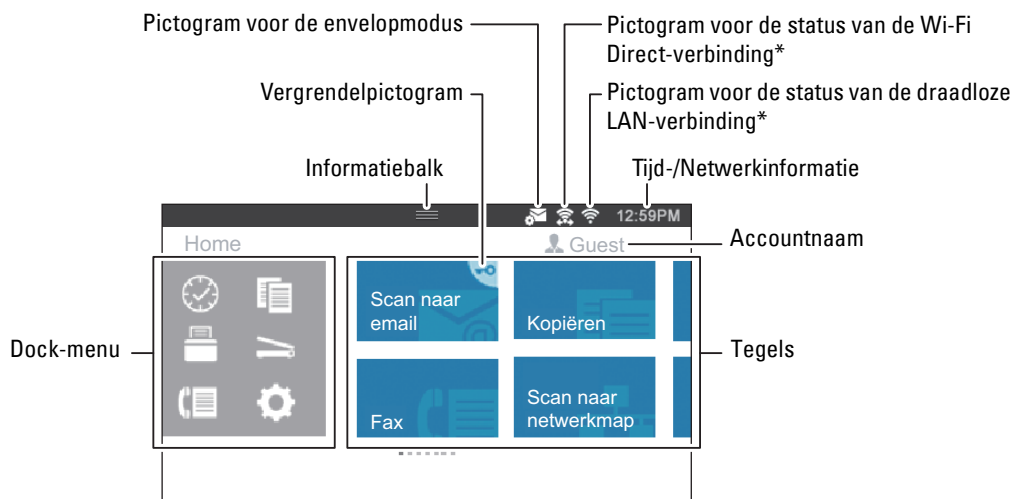 Pictogram voor de envelopmodus
Pictogram voor de status van de Wi-Fi
Direct-verbinding*
Vergrendelpictogram
Pictogram voor de status van de draadloze
LAN-verbinding*
Informatiebalk
Tijd-/Netwerkinformatie
12:59PM
Home
Guest
Accountnaam
Scan naar
email
Kopiëren
Dock-menu
Tegels
Fax
Scan naar
netwerkmap